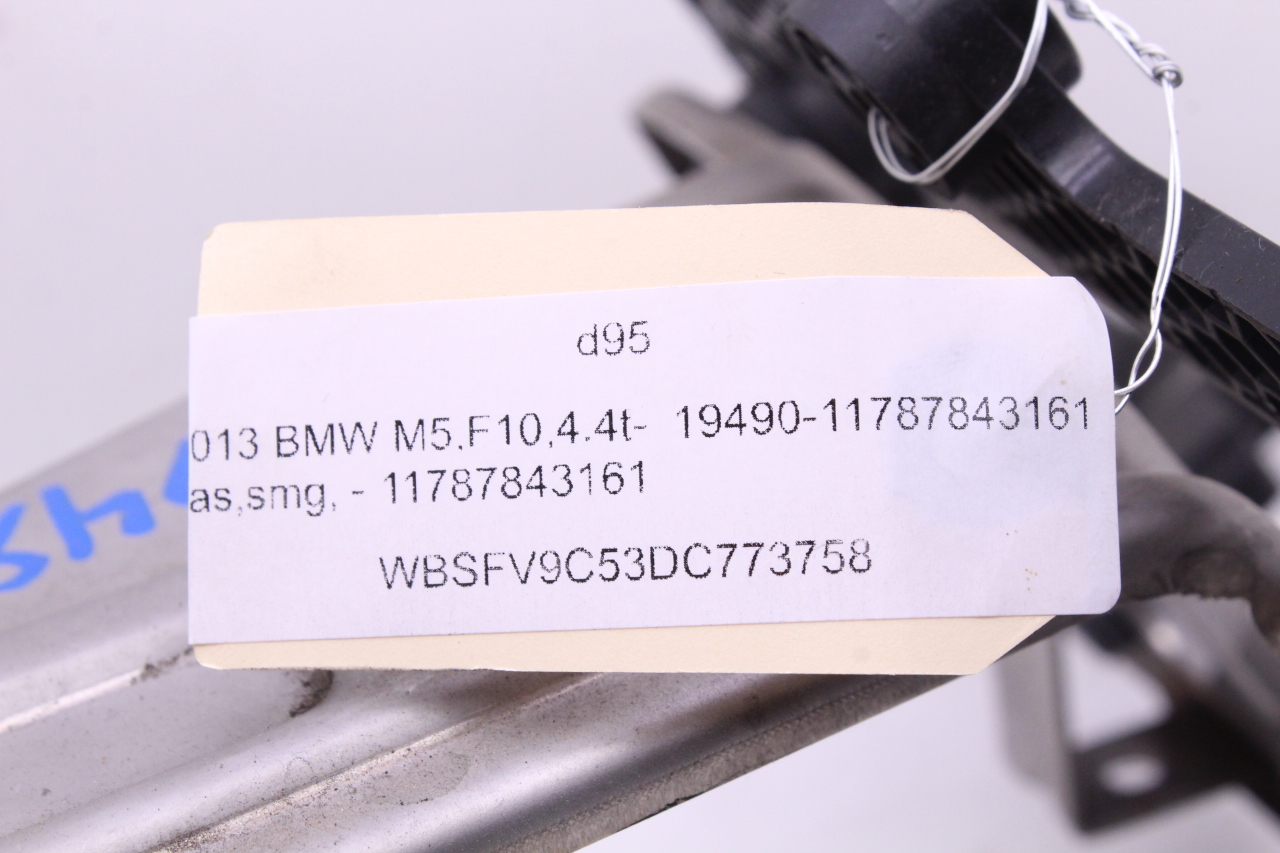 d95
013 BMW M5.F10,4.4t- 19490-11787843161
as,smg, - 11787843161
WBSFV9C53DC773758